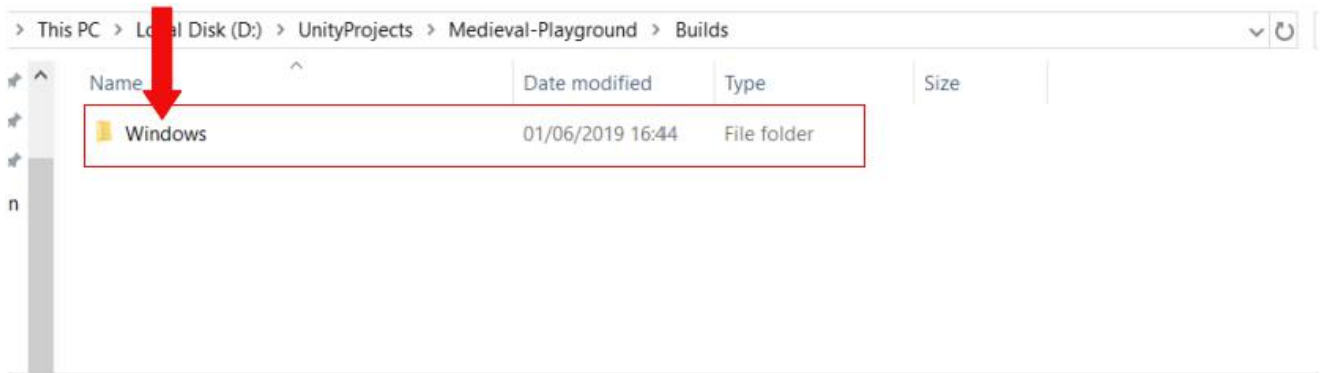 > This PC > Local Disk (D:) > UnityProjects > Medieval-Playground > Builds
Name Date modified Type Size
Windows 01/06/2019 16:44 File folder
n